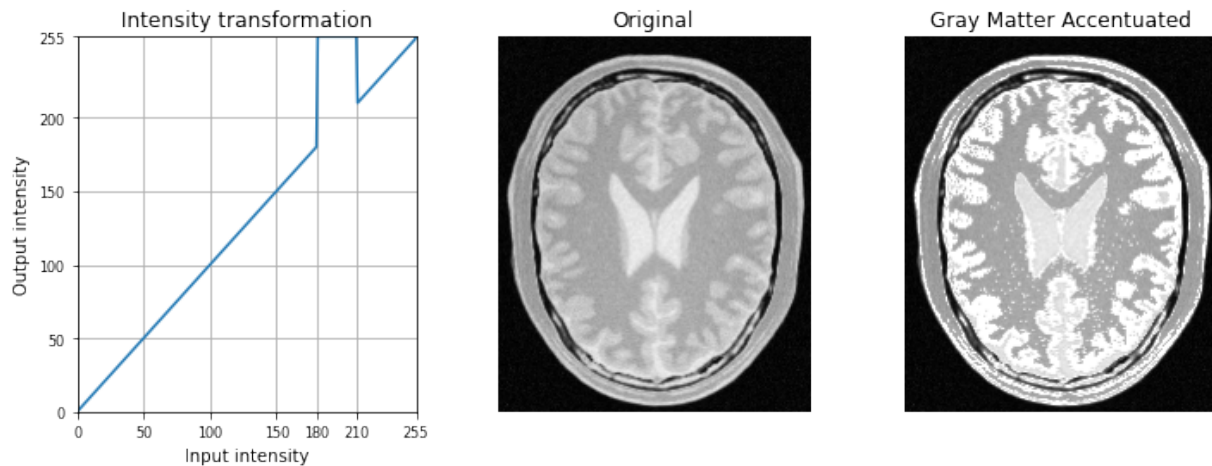 Intensity transformation
Original
Gray Matter Accentuated
255
200
150
100
50
0
Output intensity
0 50 100 150 180 210 255
Input intensity